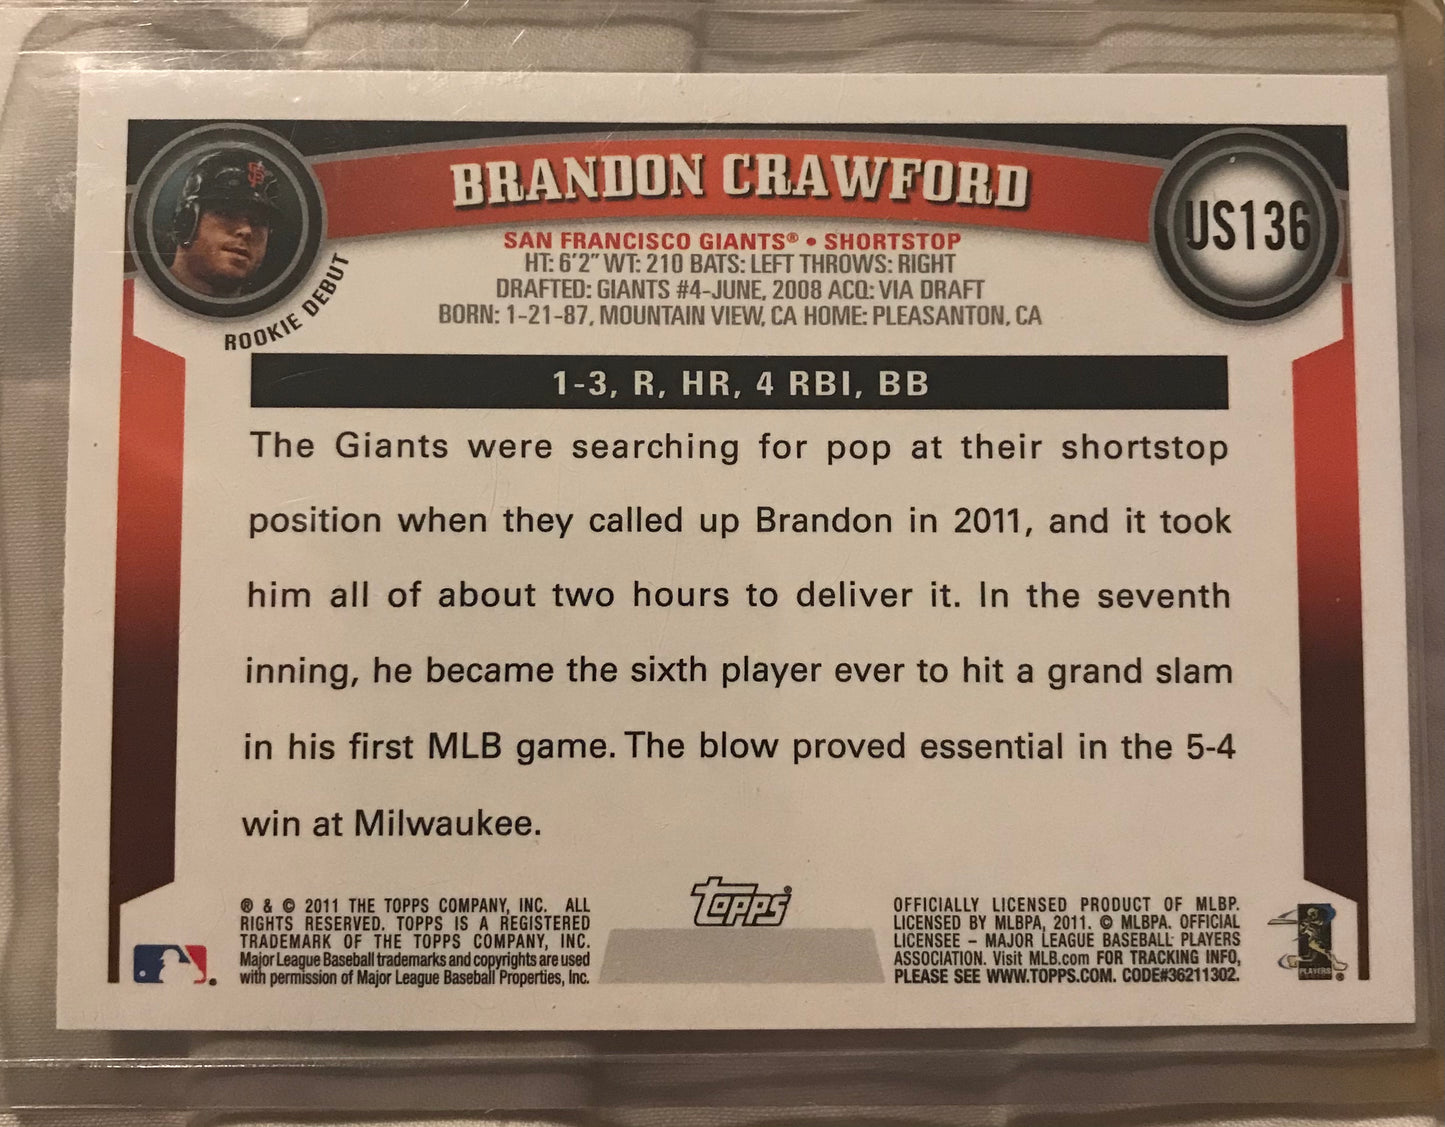 BRANDON CRAWFORD
US136
SAN FRANCISCO GIANTS® • SHORTSTOP
HT: 6'2" WT: 210 BATS: LEFT THROWS: RIGHT
DRAFTED: GIANTS #4-JUNE, 2008 ACQ: VIA DRAFT
BORN: 1-21-87, MOUNTAIN VIEW, CA HOME: PLEASANTON, CA
ROOKIE DEBUT
1-3, R, HR, 4 RBI, BB
The Giants were searching for pop at their shortstop
position when they called up Brandon in 2011, and it took
him all of about two hours to deliver it. In the seventh
inning, he became the sixth player ever to hit a grand slam
in his first MLB game. The blow proved essential in the 5-4
win at Milwaukee.
® & © 2011 THE TOPPS COMPANY, INC. ALL
RIGHTS RESERVED. TOPPS IS A REGISTERED
TRADEMARK OF THE TOPPS COMPANY, INC.
Major League Baseball trademarks and copyrights are used
with permission of Major League Baseball Properties, Inc.
Topps®
OFFICIALLY LICENSED PRODUCT OF MLBP.
LICENSED BY MLBPA, 2011. © MLBPA. OFFICIAL
LICENSEE – MAJOR LEAGUE BASEBALL PLAYERS
ASSOCIATION. Visit MLB.com FOR TRACKING INFO,
PLEASE SEE WWW.TOPPS.COM. CODE#36211302.
PLAYERS